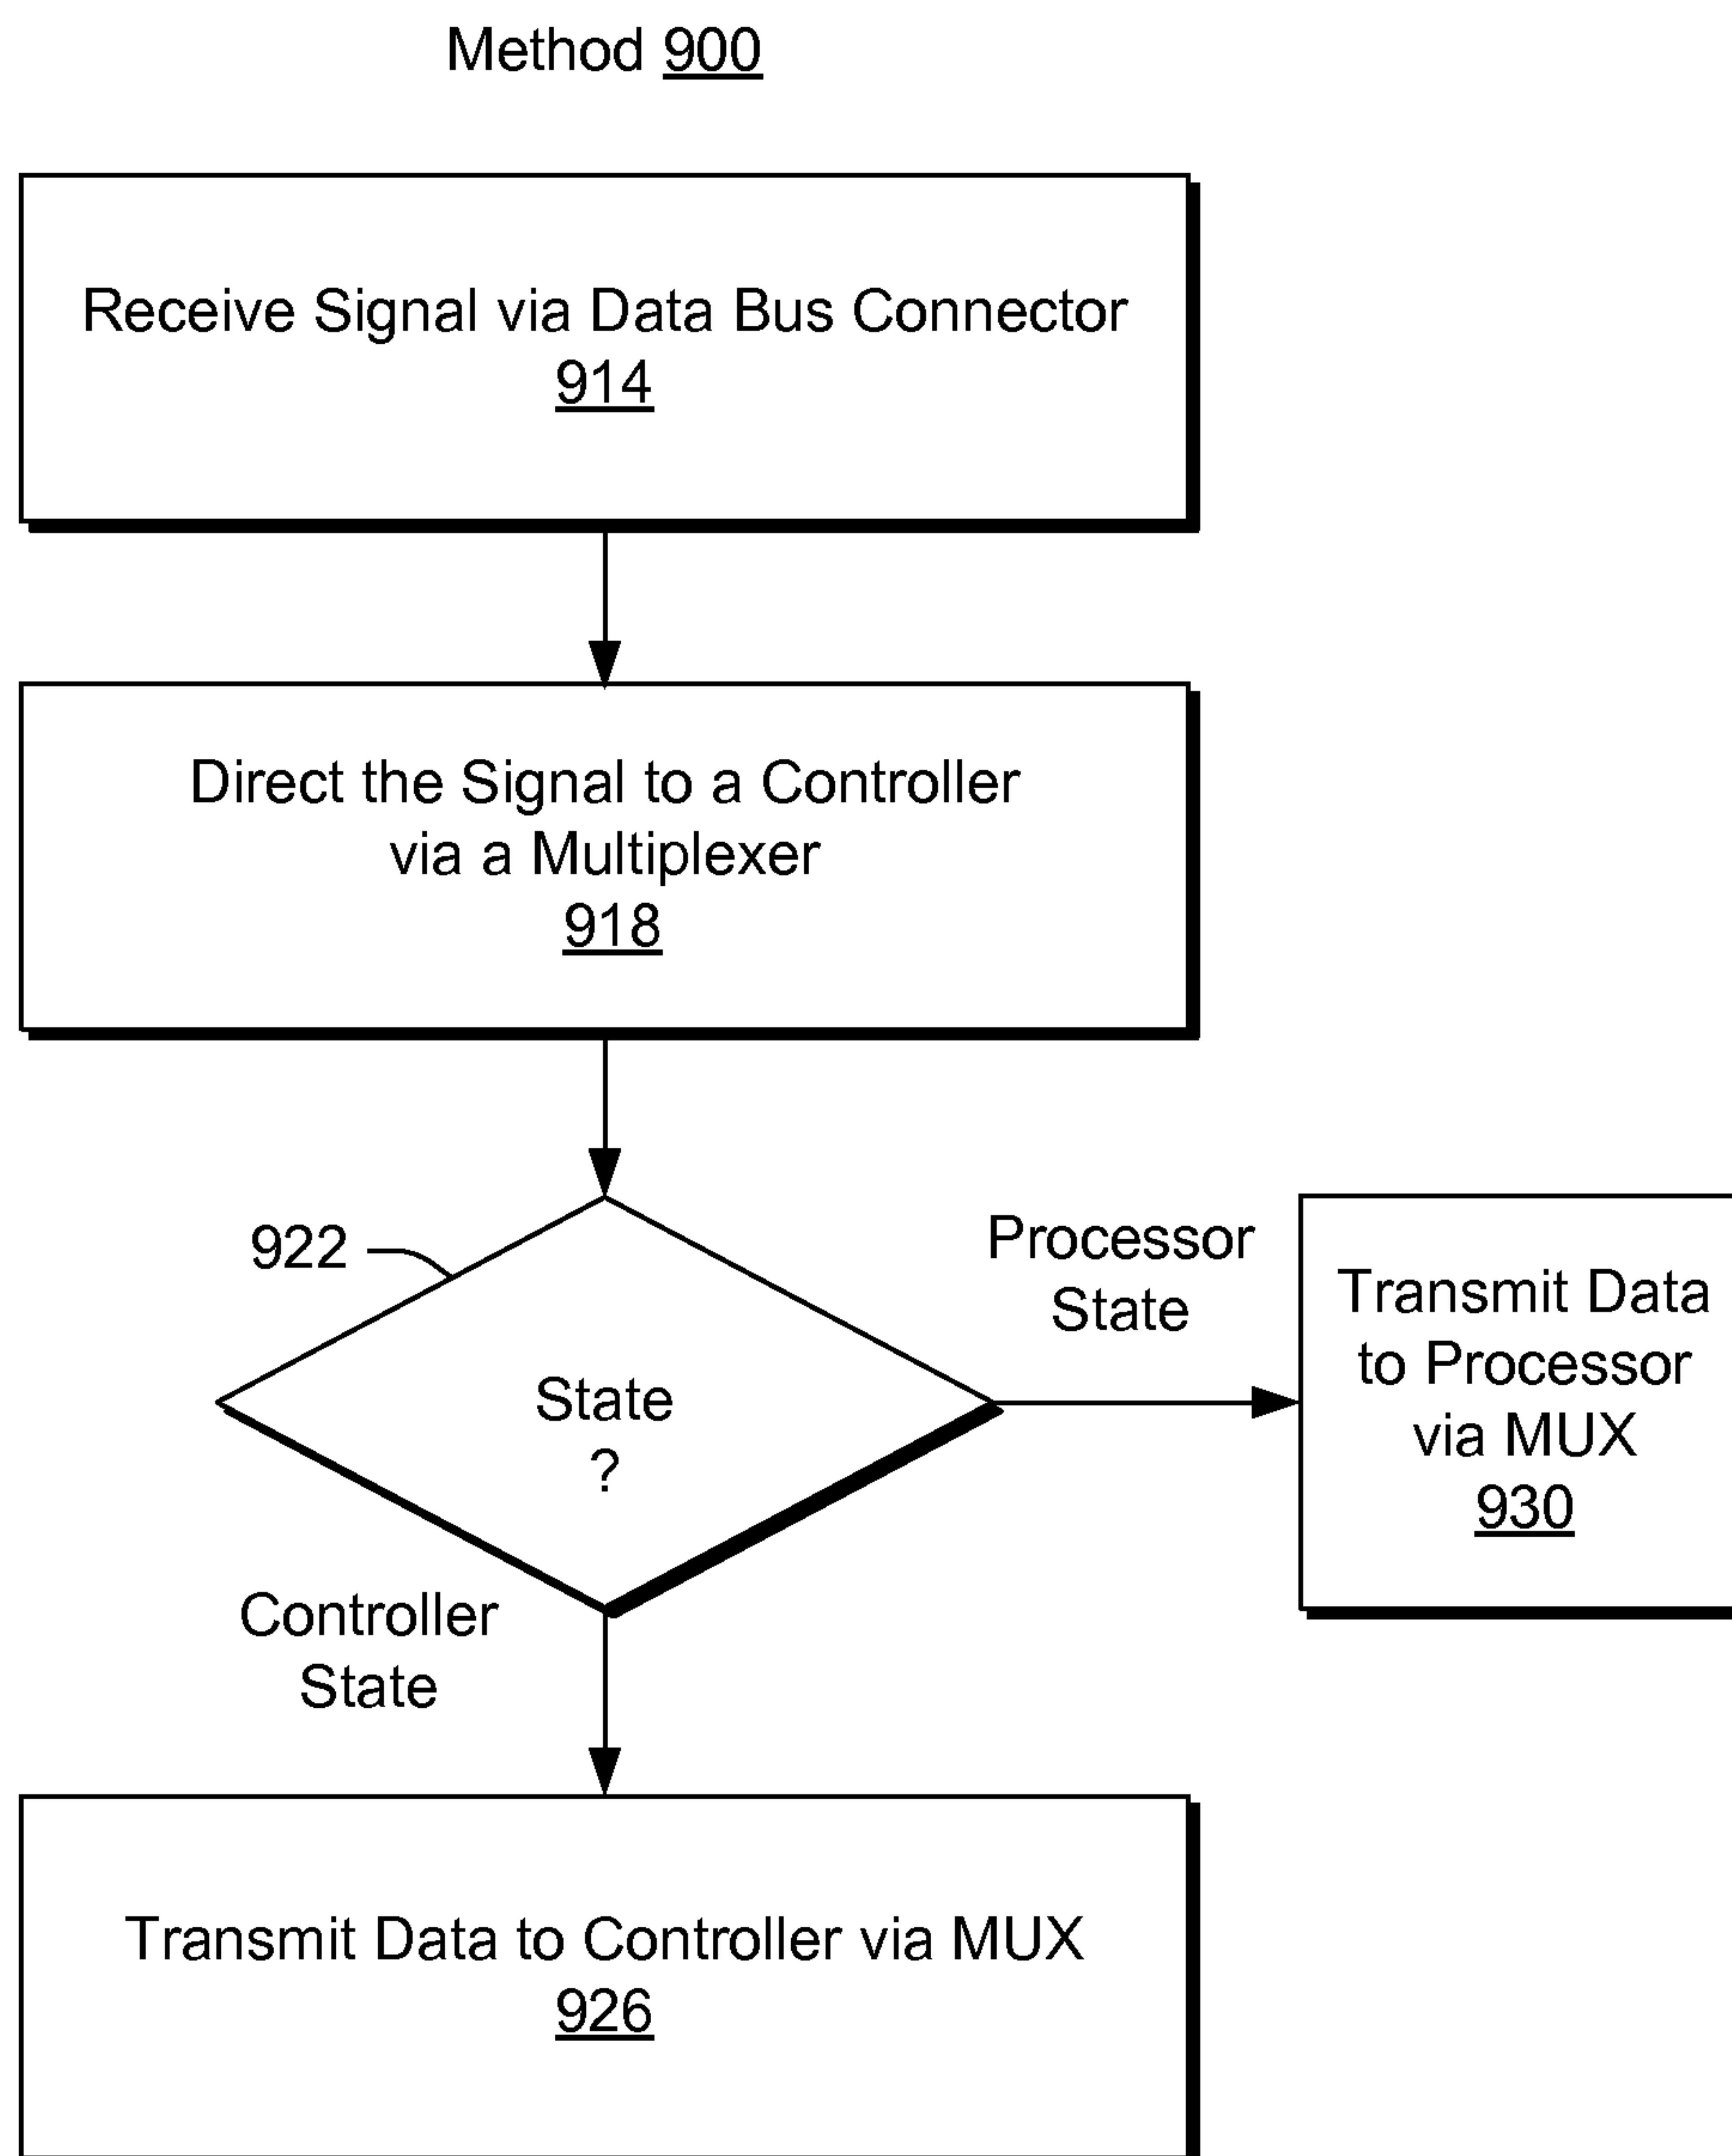 Method 900
Receive Signal via Data Bus Connector
914
Direct the Signal to a Controller
via a Multiplexer
918
922
State
?
Processor
State
Transmit Data
to Processor
via MUX
930
Controller
State
Transmit Data to Controller via MUX
926